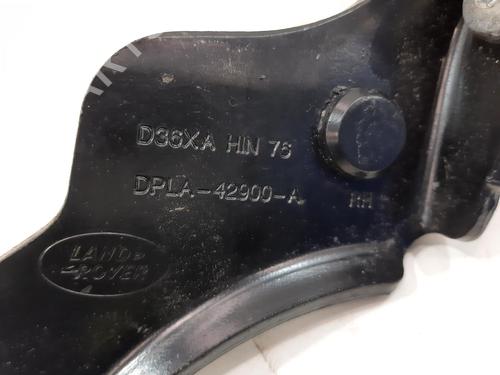 D36XA HIN 76
DPLA-42900-A RH
LAND
ROVER